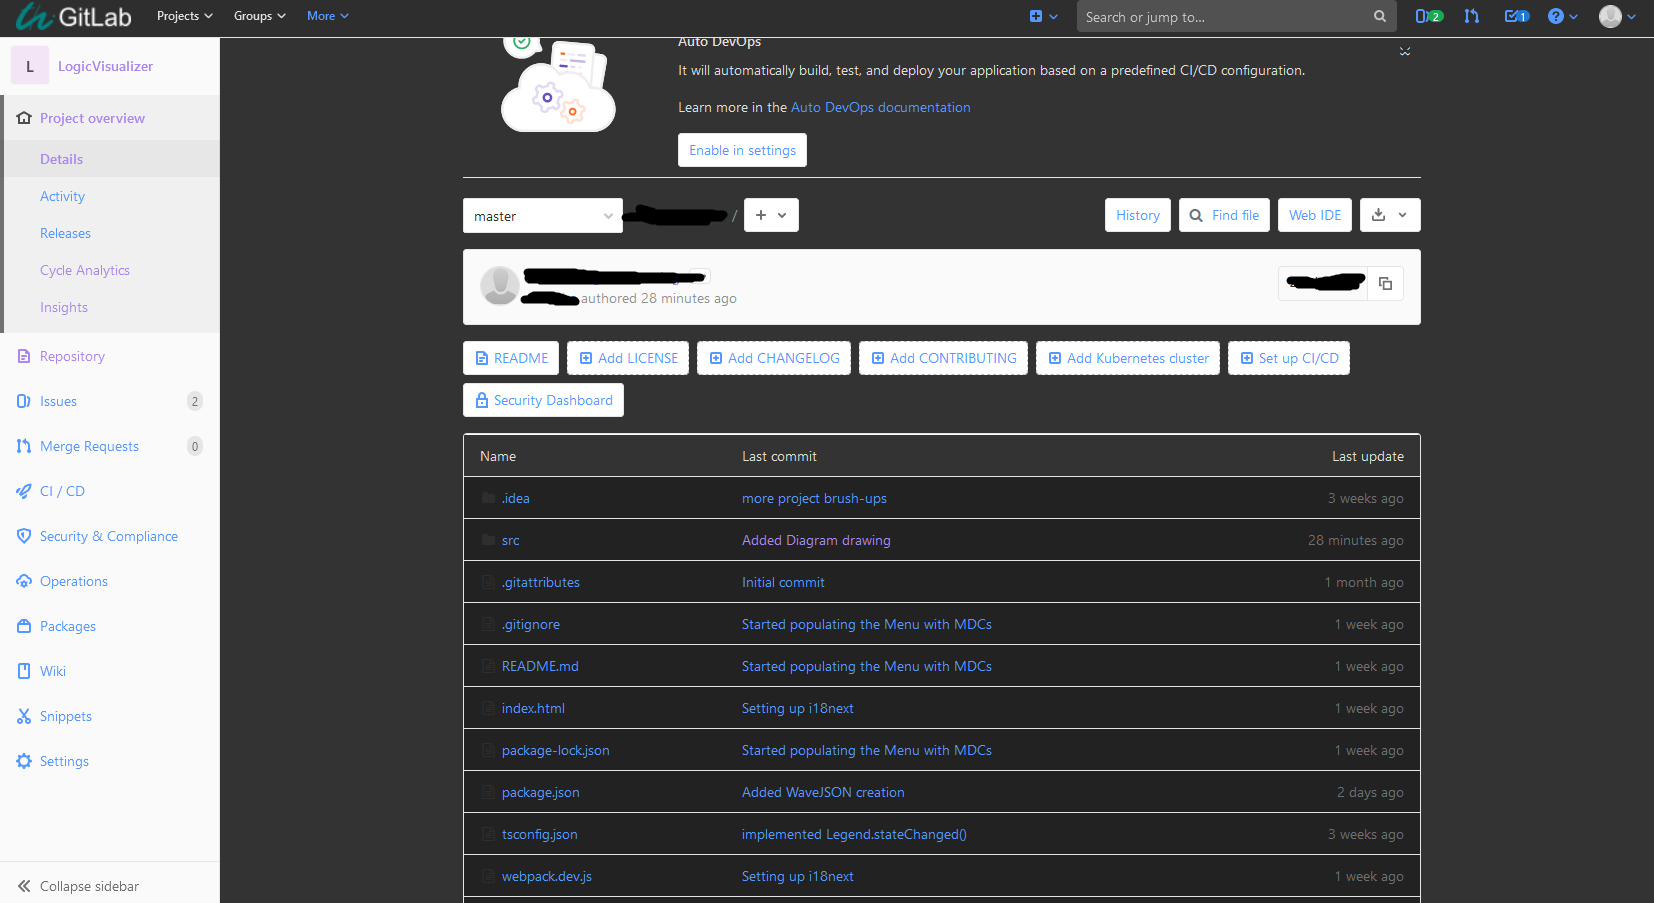 th GitLab Projects Groups More Search or jump to... 2 1
L LogicVisualizer
Project overview
Details
Activity
Releases
Cycle Analytics
Insights
Repository
Issues 2
Merge Requests 0
CI / CD
Security & Compliance
Operations
Packages
Wiki
Snippets
Settings
Collapse sidebar
Auto DevOps
It will automatically build, test, and deploy your application based on a predefined CI/CD configuration.
Learn more in the Auto DevOps documentation
Enable in settings
master / + History Find file Web IDE
authored 28 minutes ago
README Add LICENSE Add CHANGELOG Add CONTRIBUTING Add Kubernetes cluster Set up CI/CD
Security Dashboard
Name Last commit Last update
.idea more project brush-ups 3 weeks ago
src Added Diagram drawing 28 minutes ago
.gitattributes Initial commit 1 month ago
.gitignore Started populating the Menu with MDCs 1 week ago
README.md Started populating the Menu with MDCs 1 week ago
index.html Setting up i18next 1 week ago
package-lock.json Started populating the Menu with MDCs 1 week ago
package.json Added WaveJSON creation 2 days ago
tsconfig.json implemented Legend.stateChanged() 3 weeks ago
webpack.dev.js Setting up i18next 1 week ago